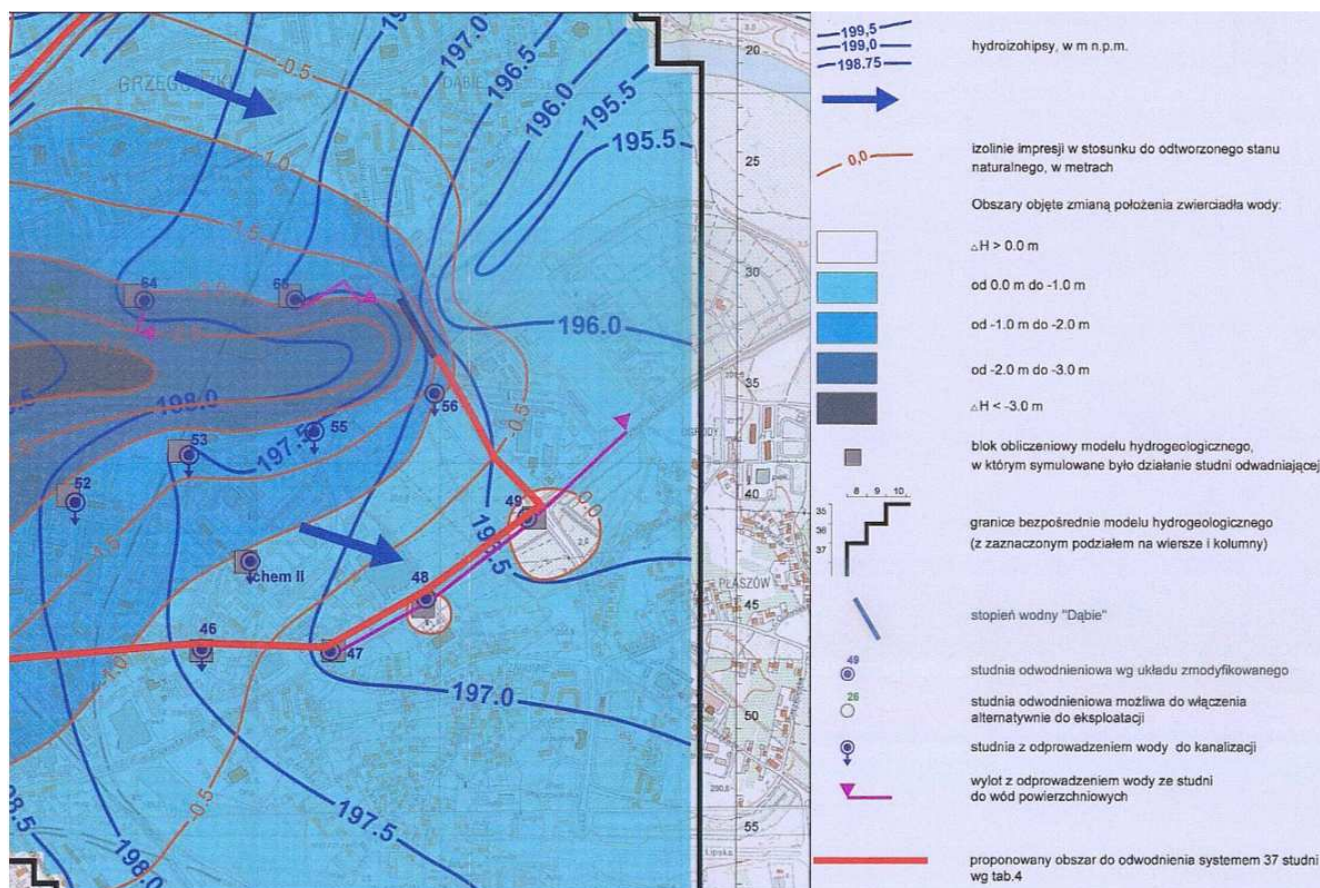 GRZEGÓRZKI
DĄBIE
197.0
196.5
196.0
195.5
195.5
-0.5
-1.0
-1.5
64
196.0
56
-0.5
53
55
198.0
197.5
52
49
0.0
chem II
48
46
47
197.0
-1.5
-1.0
-0.5
197.5
198.0
PŁASZÓW
OGRODY
Lipska
20
25
30
35
40
45
50
55
199,5
199,0
198.75
hydroizohipsy, w m n.p.m.
0,0
izolinie impresji w stosunku do odtworzonego stanu
naturalnego, w metrach
Obszary objęte zmianą położenia zwierciadła wody:
△H > 0.0 m
od 0.0 m do -1.0 m
od -1.0 m do -2.0 m
od -2.0 m do -3.0 m
△H < -3.0 m
blok obliczeniowy modelu hydrogeologicznego,
w którym symulowane było działanie studni odwadniającej
8 9 10
35
36
37
granice bezpośrednie modelu hydrogeologicznego
(z zaznaczonym podziałem na wiersze i kolumny)
stopień wodny "Dąbie"
49
studnia odwodnieniowa wg układu zmodyfikowanego
26
studnia odwodnieniowa możliwa do włączenia
alternatywnie do eksploatacji
studnia z odprowadzeniem wody do kanalizacji
wylot z odprowadzeniem wody ze studni
do wód powierzchniowych
proponowany obszar do odwodnienia systemem 37 studni
wg tab.4